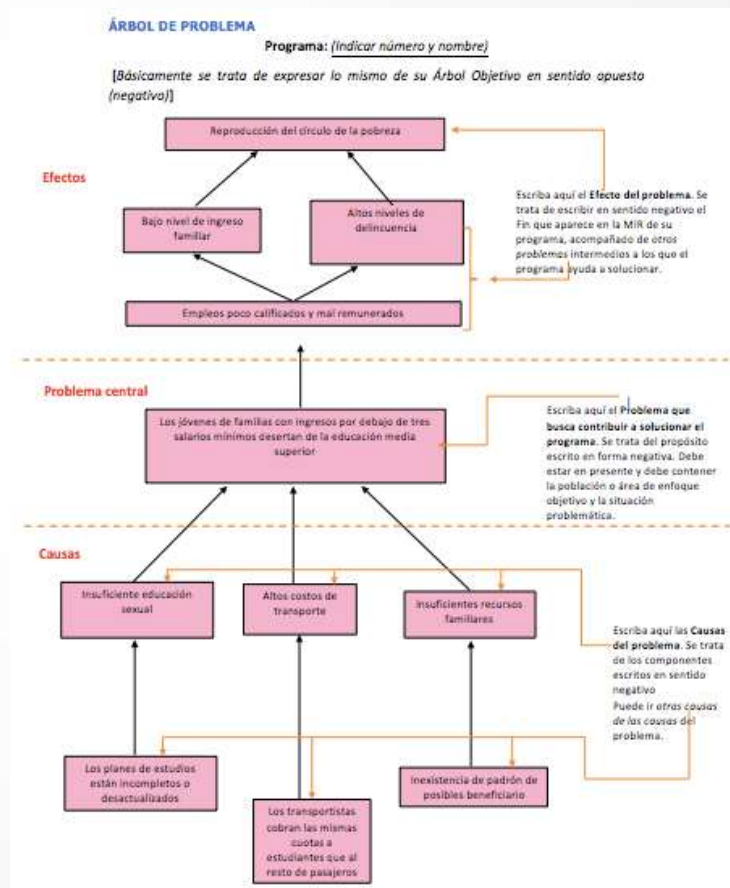 ÁRBOL DE PROBLEMA
Programa: (Indicar número y nombre)
[Básicamente se trata de expresar lo mismo de su Árbol Objetivo en sentido opuesto
(negativo)]
Reproducción del círculo de la pobreza
Efectos
Bajo nivel de ingreso
familiar
Altos niveles de
delincuencia
Escriba aquí el Efecto del problema. Se
trata de escribir en sentido negativo el
Fin que aparece en la MIR de su
programa, acompañado de otros
problemas intermedios a los que el
programa ayuda a solucionar.
Empleos poco calificados y mal remunerados
Problema central
Los jóvenes de familias con ingresos por debajo de tres
salarios mínimos desertan de la educación media
superior
Escriba aquí el Problema que
busca contribuir a solucionar el
programa. Se trata del propósito
escrito en forma negativa. Debe
estar en presente y debe contener
la población o área de enfoque
objetivo y la situación
problemática.
Causas
Insuficiente educación
sexual
Altos costos de
transporte
Insuficientes recursos
familiares
Escriba aquí las Causas
del problema. Se trata
de los componentes
escritos en sentido
negativo
Puede ir otras causas
de las causas del
problema.
Los planes de estudios
están incompletos o
desactualizados
Los transportistas
cobran las mismas
cuotas a
estudiantes que al
resto de pasajeros
Inexistencia de padrón de
posibles beneficiario